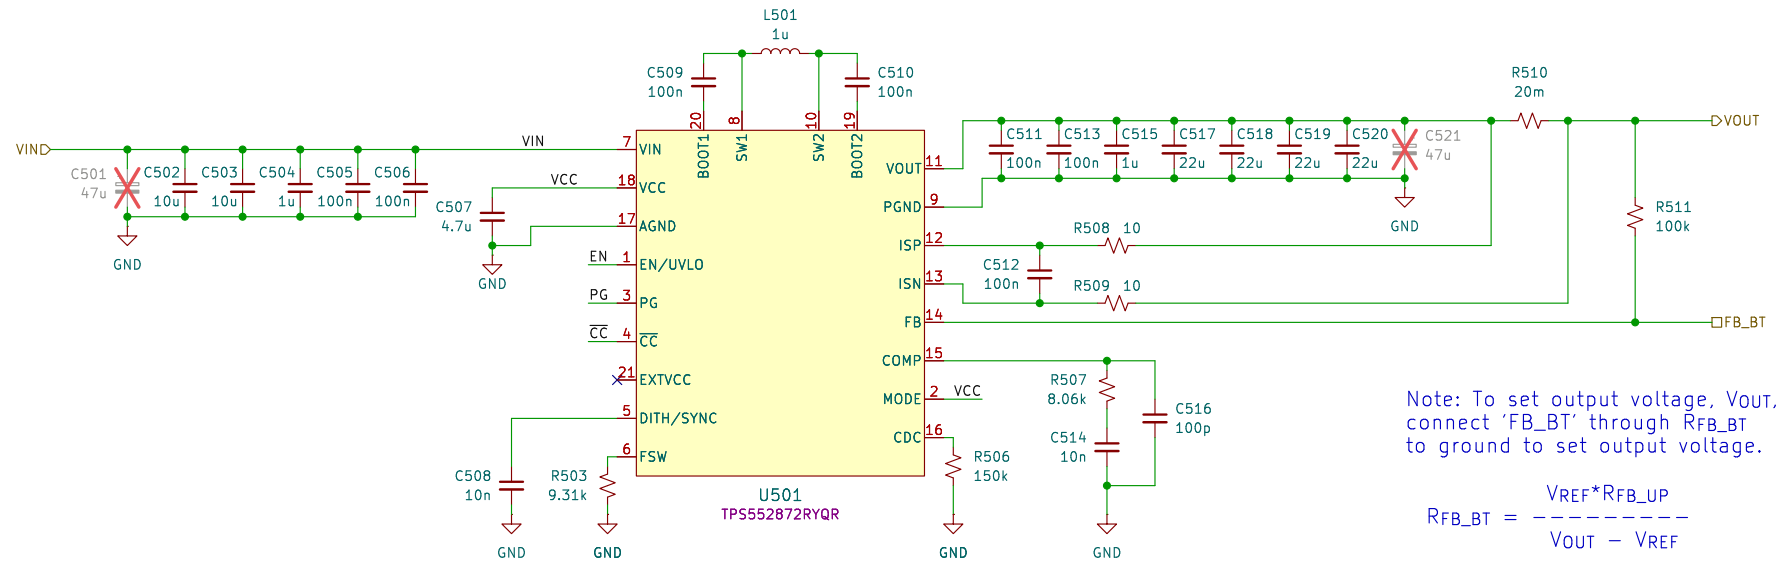 L501
1u
C509
100n
C510
100n
20
8
10
19
BOOT1
SW1
SW2
BOOT2
VIN
VIN
7
VIN
C501
47u
C502
10u
C503
10u
C504
1u
C505
100n
C506
100n
GND
VCC
18
VCC
C507
4.7u
GND
17
AGND
EN
1
EN/UVLO
PG
3
PG
CC
4
CC
21
EXTVCC
5
DITH/SYNC
6
FSW
C508
10n
GND
R503
9.31k
GND
U501
TPS552872RYQR
VOUT
11
PGND
9
ISP
12
ISN
13
FB
14
COMP
15
MODE
2
VCC
CDC
16
C511
100n
C513
100n
C515
1u
C517
22u
C518
22u
C519
22u
C520
22u
C521
47u
GND
R510
20m
VOUT
R508 10
C512
100n
R509 10
R511
100k
FB_BT
R507
8.06k
C514
10n
C516
100p
GND
R506
150k
GND
Note: To set output voltage, VOUT,
connect 'FB_BT' through RFB_BT
to ground to set output voltage.
VREF*RFB_UP
RFB_BT = ---------
VOUT - VREF